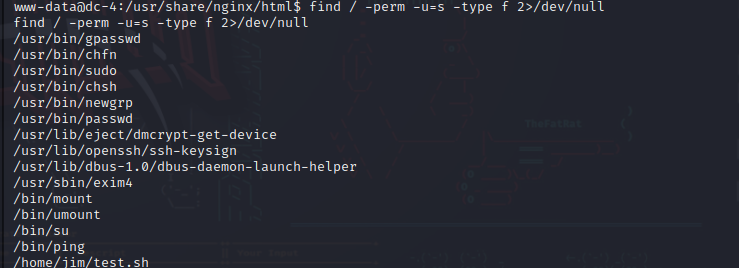 www-data@dc-4:/usr/share/nginx/html$ find / -perm -u=s -type f 2>/dev/null
find / -perm -u=s -type f 2>/dev/null
/usr/bin/gpasswd
/usr/bin/chfn
/usr/bin/sudo
/usr/bin/chsh
/usr/bin/newgrp
/usr/bin/passwd
/usr/lib/eject/dmcrypt-get-device
/usr/lib/openssh/ssh-keysign
/usr/lib/dbus-1.0/dbus-daemon-launch-helper
/usr/sbin/exim4
/bin/mount
/bin/umount
/bin/su
/bin/ping
/home/jim/test.sh